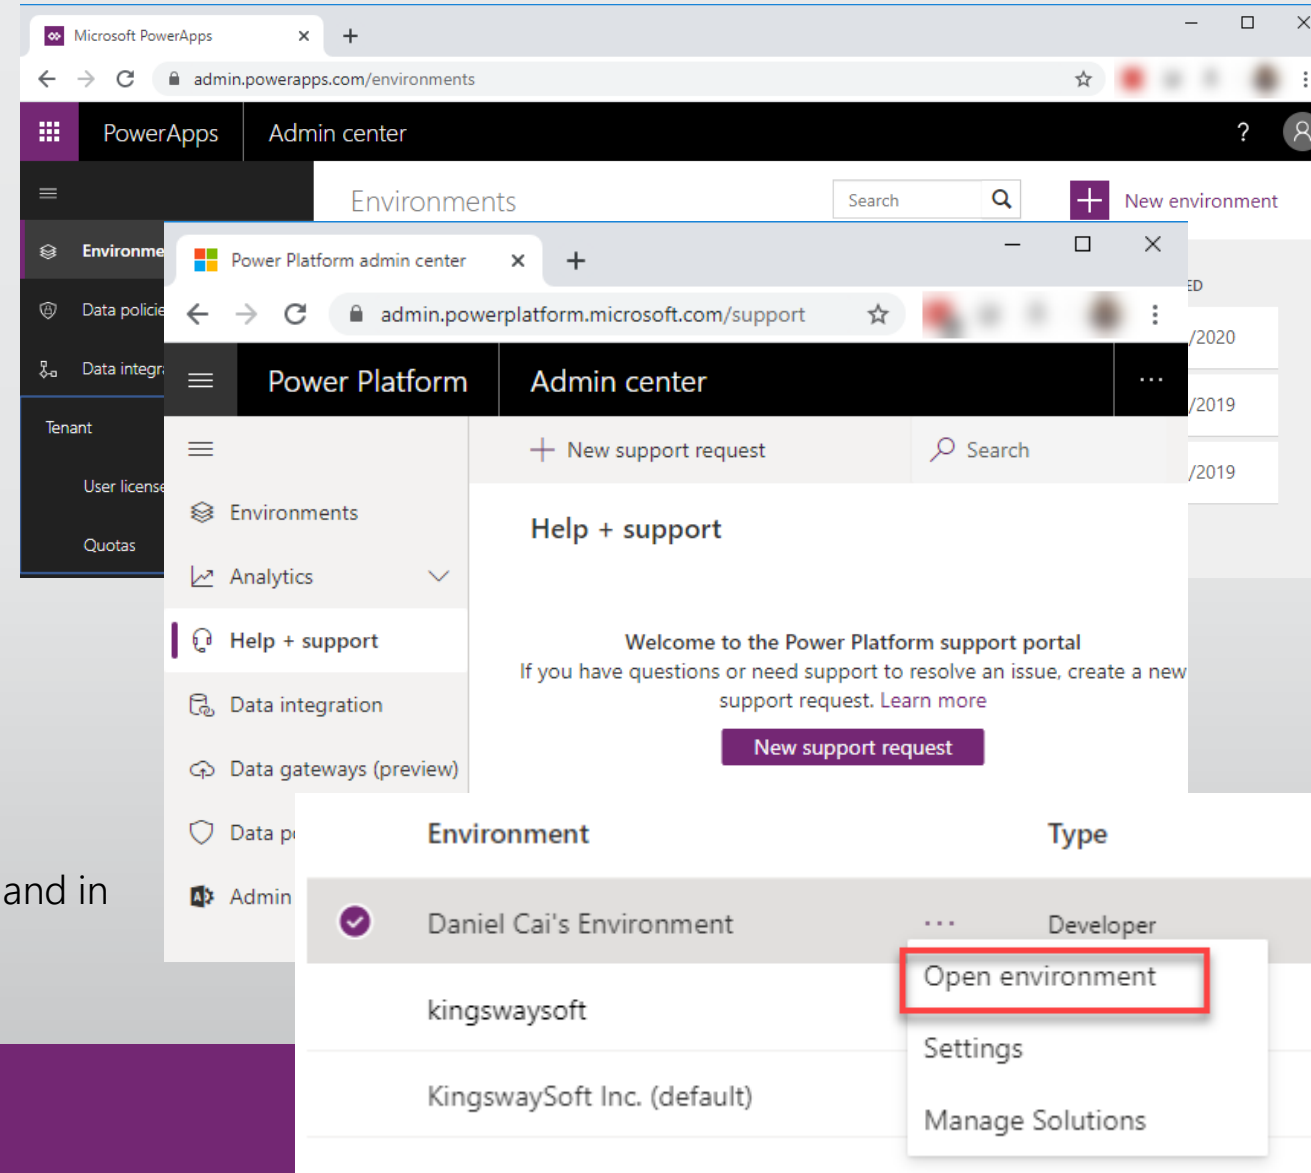 Microsoft PowerApps
admin.powerapps.com/environments
PowerApps Admin center ?
Environments Search New environment
Data policie
Data integr
Tenant
User license
Quotas
/2020
/2019
/2019
Power Platform admin center
admin.powerplatform.microsoft.com/support
Power Platform Admin center ...
New support request Search
Environments
Analytics
Help + support
Data integration
Data gateways (preview)
Data p
Admin
Help + support
Welcome to the Power Platform support portal
If you have questions or need support to resolve an issue, create a new
support request. Learn more
New support request
and in
Environment Type
Daniel Cai's Environment ... Developer
kingswaysoft
KingswaySoft Inc. (default)
Open environment
Settings
Manage Solutions